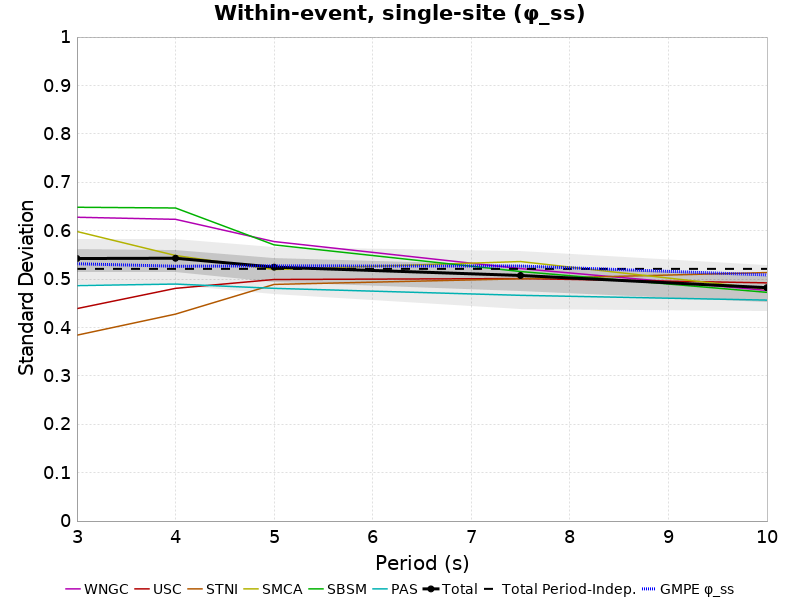 Within-event, single-site (φ_ss)
1
0.9
0.8
0.7
0.6
0.5
0.4
0.3
0.2
0.1
0
Standard Deviation
3 4 5 6 7 8 9 10
Period (s)
WNGC USC STNI SMCA SBSM PAS Total Total Period-Indep. GMPE φ_ss